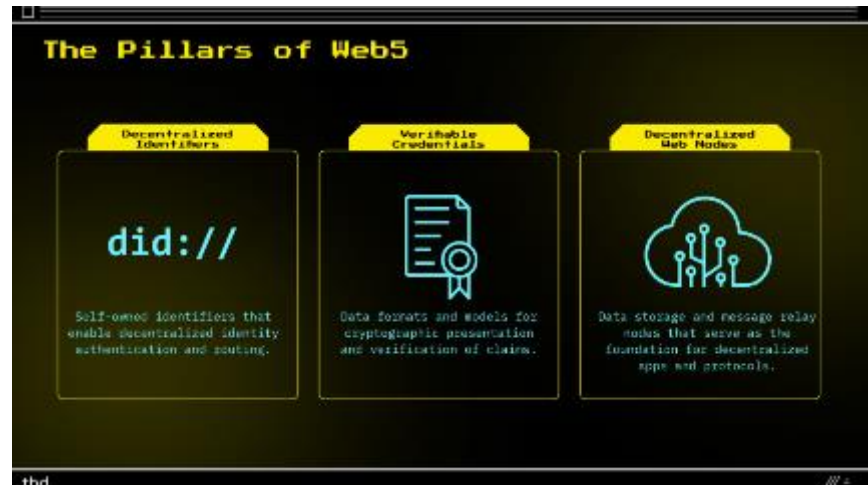 The Pillars of Web5
Decentralized
Identifiers
did://
Self-owned identifiers that
enable decentralized identity
authentication and routing.
Verifiable
Credentials
Data formats and models for
cryptographic presentation
and verification of claims.
Decentralized
Web Nodes
Data storage and message relay
nodes that serve as the
foundation for decentralized
apps and protocols.
tbd